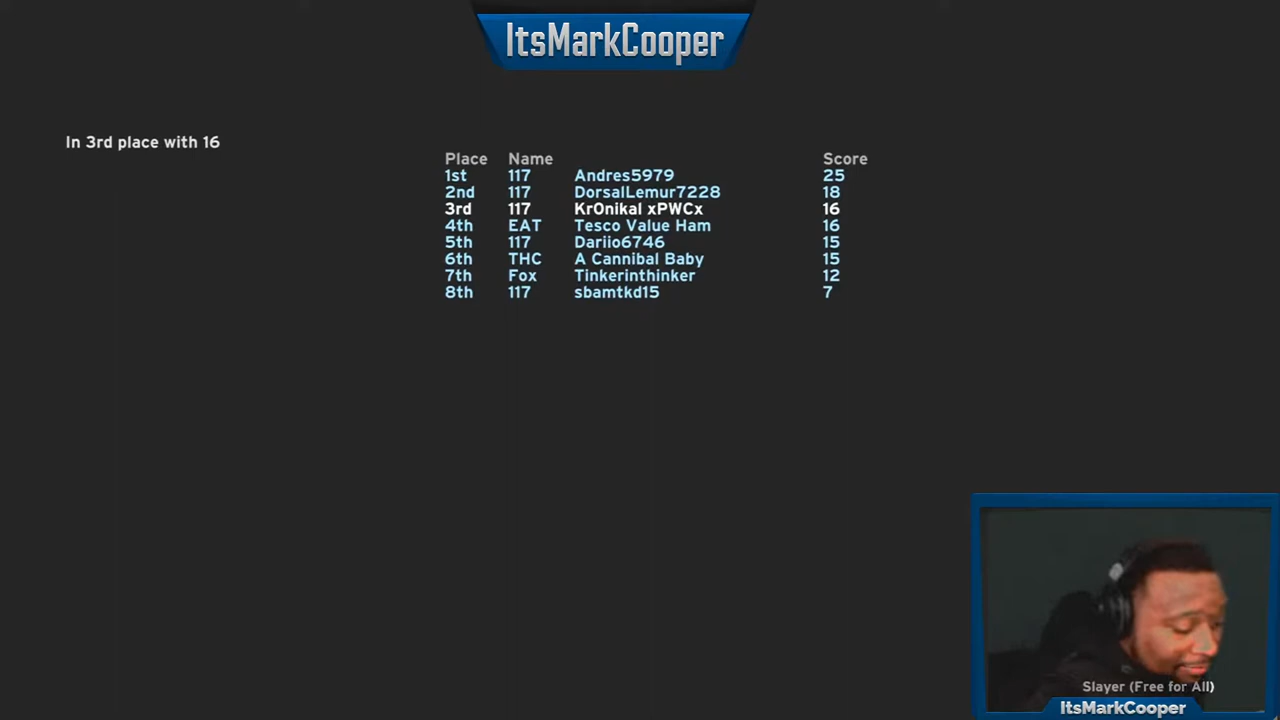 ItsMarkCooper
In 3rd place with 16
Place Name Score
1st 117 Andres5979 25
2nd 117 DorsalLemur7228 18
3rd 117 KrOnikal xPWCx 16
4th EAT Tesco Value Ham 16
5th 117 Dariio6746 15
6th THC A Cannibal Baby 15
7th Fox Tinkerinthinker 12
8th 117 sbamtkd15 7
Slayer (Free for All)
ItsMarkCooper